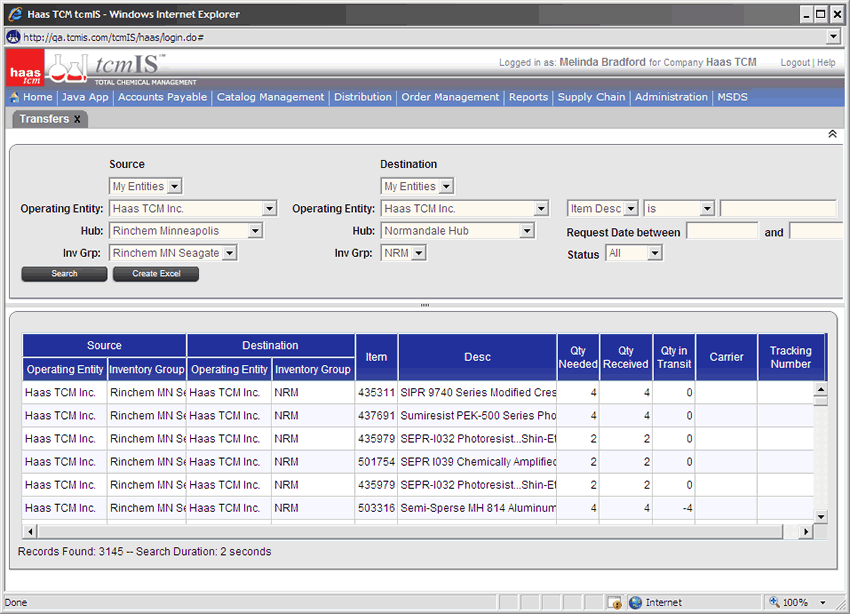 Haas TCM tcmIS - Windows Internet Explorer
http://qa.tcmis.com/tcmIS/haas/login.do#
haas tcm tcmIS™ TOTAL CHEMICAL MANAGEMENT
Logged in as: Melinda Bradford for Company Haas TCM Logout | Help
Home | Java App | Accounts Payable | Catalog Management | Distribution | Order Management | Reports | Supply Chain | Administration | MSDS
Transfers X
Source Destination
My Entities My Entities
Operating Entity: Haas TCM Inc. Operating Entity: Haas TCM Inc. Item Desc is
Hub: Rinchem Minneapolis Hub: Normandale Hub Request Date between and
Inv Grp: Rinchem MN Seagate Inv Grp: NRM Status All
Search Create Excel
Source Destination Item Desc Qty Needed Qty Received Qty in Transit Carrier Tracking Number
Operating Entity Inventory Group Operating Entity Inventory Group
Haas TCM Inc. Rinchem MN Se Haas TCM Inc. NRM 435311 SIPR 9740 Series Modified Cres 4 4 0
Haas TCM Inc. Rinchem MN Se Haas TCM Inc. NRM 437691 Sumiresist PEK-500 Series Pho 4 4 0
Haas TCM Inc. Rinchem MN Se Haas TCM Inc. NRM 435979 SEPR-I032 Photoresist...Shin-Et 2 2 0
Haas TCM Inc. Rinchem MN Se Haas TCM Inc. NRM 501754 SEPR I039 Chemically Amplified 2 2 0
Haas TCM Inc. Rinchem MN Se Haas TCM Inc. NRM 435979 SEPR-I032 Photoresist...Shin-Et 2 2 0
Haas TCM Inc. Rinchem MN Se Haas TCM Inc. NRM 503316 Semi-Sperse MH 814 Aluminum 4 4 -4
Records Found: 3145 -- Search Duration: 2 seconds
Done Internet 100%